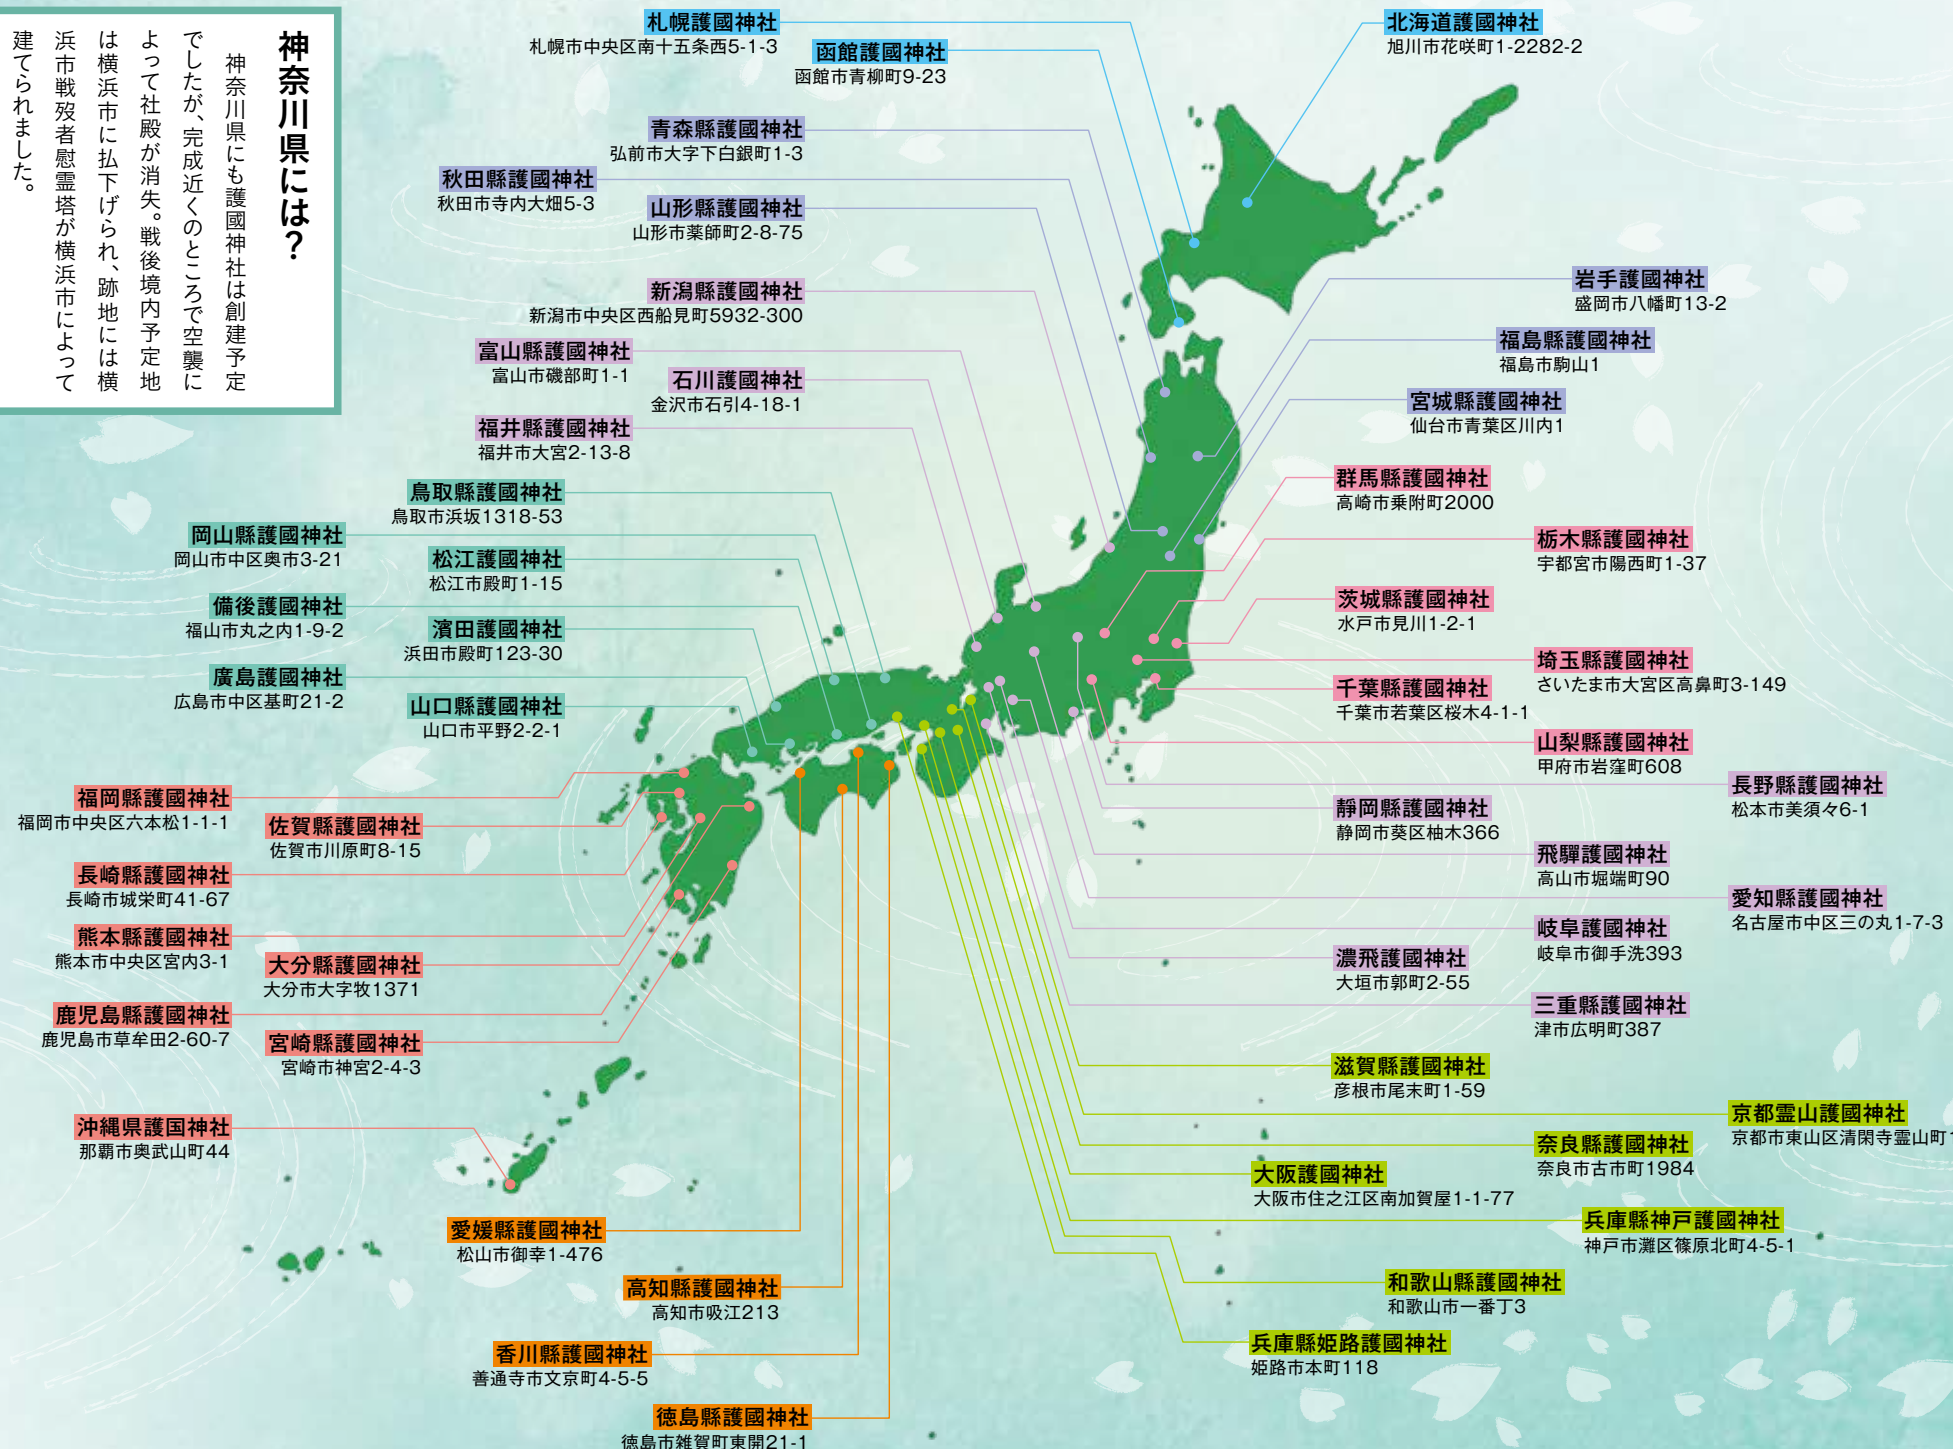 神奈川県には？
　神奈川県にも護國神社は創建予定
でしたが、完成近くのところで空襲に
よって社殿が消失。戦後境内予定地
は横浜市に払下げられ、跡地には横
浜市戦歿者慰霊塔が横浜市によって
建てられました。
札幌護國神社
札幌市中央区南十五条西5-1-3
函館護國神社
函館市青柳町9-23
北海道護國神社
旭川市花咲町1-2282-2
青森縣護國神社
弘前市大字下白銀町1-3
秋田縣護國神社
秋田市寺内大畑5-3
山形縣護國神社
山形市薬師町2-8-75
岩手護國神社
盛岡市八幡町13-2
福島縣護國神社
福島市駒山1
宮城縣護國神社
仙台市青葉区川内1
新潟縣護國神社
新潟市中央区西船見町5932-300
富山縣護國神社
富山市磯部町1-1
石川護國神社
金沢市石引4-18-1
福井縣護國神社
福井市大宮2-13-8
群馬縣護國神社
高崎市乗附町2000
栃木縣護國神社
宇都宮市陽西町1-37
茨城縣護國神社
水戸市見川1-2-1
埼玉縣護國神社
さいたま市大宮区高鼻町3-149
千葉縣護國神社
千葉市若葉区桜木4-1-1
山梨縣護國神社
甲府市岩窪町608
長野縣護國神社
松本市美須々6-1
靜岡縣護國神社
静岡市葵区柚木366
飛驒護國神社
高山市堀端町90
愛知縣護國神社
名古屋市中区三の丸1-7-3
岐阜護國神社
岐阜市御手洗393
濃飛護國神社
大垣市郭町2-55
三重縣護國神社
津市広明町387
鳥取縣護國神社
鳥取市浜坂1318-53
岡山縣護國神社
岡山市中区奥市3-21
松江護國神社
松江市殿町1-15
備後護國神社
福山市丸之内1-9-2
濱田護國神社
浜田市殿町123-30
廣島護國神社
広島市中区基町21-2
山口縣護國神社
山口市平野2-2-1
福岡縣護國神社
福岡市中央区六本松1-1-1
佐賀縣護國神社
佐賀市川原町8-15
長崎縣護國神社
長崎市城栄町41-67
熊本縣護國神社
熊本市中央区宮内3-1
大分縣護國神社
大分市大字牧1371
鹿児島縣護國神社
鹿児島市草牟田2-60-7
宮崎縣護國神社
宮崎市神宮2-4-3
沖縄県護国神社
那覇市奥武山町44
滋賀縣護國神社
彦根市尾末町1-59
京都霊山護國神社
京都市東山区清閑寺霊山町1
奈良縣護國神社
奈良市古市町1984
大阪護國神社
大阪市住之江区南加賀屋1-1-77
兵庫縣神戸護國神社
神戸市灘区篠原北町4-5-1
和歌山縣護國神社
和歌山市一番丁3
兵庫縣姫路護國神社
姫路市本町118
愛媛縣護國神社
松山市御幸1-476
高知縣護國神社
高知市吸江213
香川縣護國神社
善通寺市文京町4-5-5
徳島縣護國神社
徳島市雑賀町東開21-1